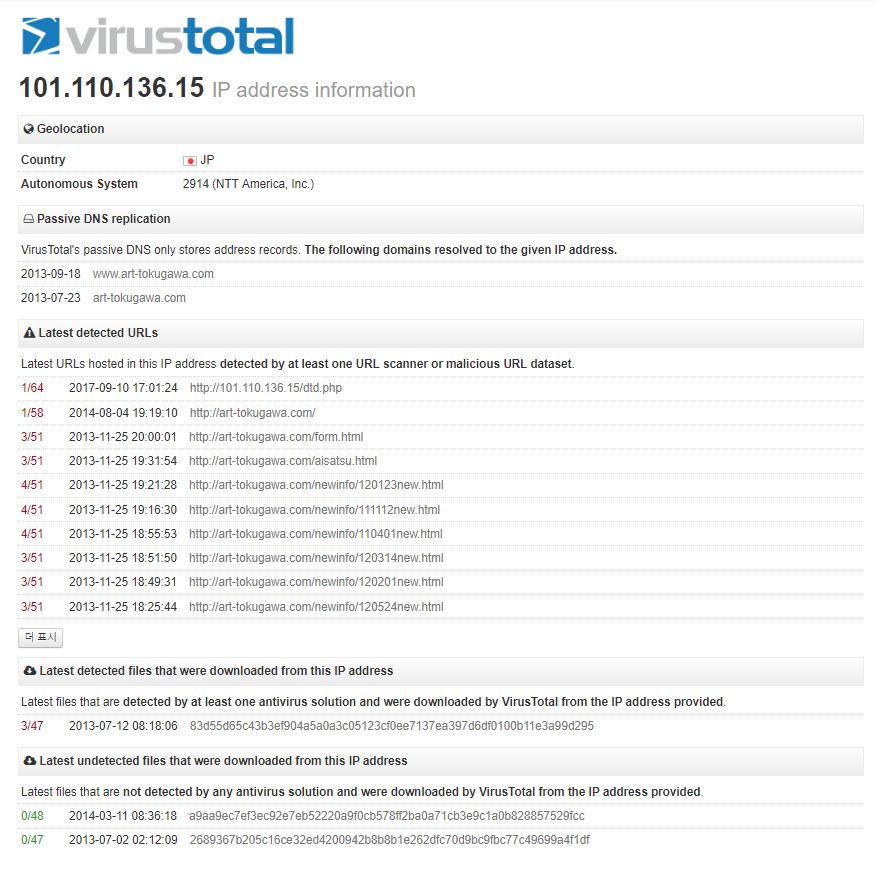 virustotal
101.110.136.15 IP address information
Geolocation
Country JP
Autonomous System 2914 (NTT America, Inc.)
Passive DNS replication
VirusTotal's passive DNS only stores address records. The following domains resolved to the given IP address.
2013-09-18 www.art-tokugawa.com
2013-07-23 art-tokugawa.com
Latest detected URLs
Latest URLs hosted in this IP address detected by at least one URL scanner or malicious URL dataset.
1/64 2017-09-10 17:01:24 http://101.110.136.15/dtd.php
1/58 2014-08-04 19:19:10 http://art-tokugawa.com/
3/51 2013-11-25 20:00:01 http://art-tokugawa.com/form.html
3/51 2013-11-25 19:31:54 http://art-tokugawa.com/aisatsu.html
4/51 2013-11-25 19:21:28 http://art-tokugawa.com/newinfo/120123new.html
4/51 2013-11-25 19:16:30 http://art-tokugawa.com/newinfo/111112new.html
4/51 2013-11-25 18:55:53 http://art-tokugawa.com/newinfo/110401new.html
3/51 2013-11-25 18:51:50 http://art-tokugawa.com/newinfo/120314new.html
3/51 2013-11-25 18:49:31 http://art-tokugawa.com/newinfo/120201new.html
3/51 2013-11-25 18:25:44 http://art-tokugawa.com/newinfo/120524new.html
더 표시
Latest detected files that were downloaded from this IP address
Latest files that are detected by at least one antivirus solution and were downloaded by VirusTotal from the IP address provided.
3/47 2013-07-12 08:18:06 83d55d65c43b3ef904a5a0a3c05123cf0ee7137ea397d6df0100b11e3a99d295
Latest undetected files that were downloaded from this IP address
Latest files that are not detected by any antivirus solution and were downloaded by VirusTotal from the IP address provided.
0/48 2014-03-11 08:36:18 a9aa9ec7ef3ec92e7eb52220a9f0cb578ff2ba0a71cb3e9c1a0b828857529fcc
0/47 2013-07-02 02:12:09 2689367b205c16ce32ed4200942b8b8b1e262dfc70d9bc9fbc77c49699a4f1df